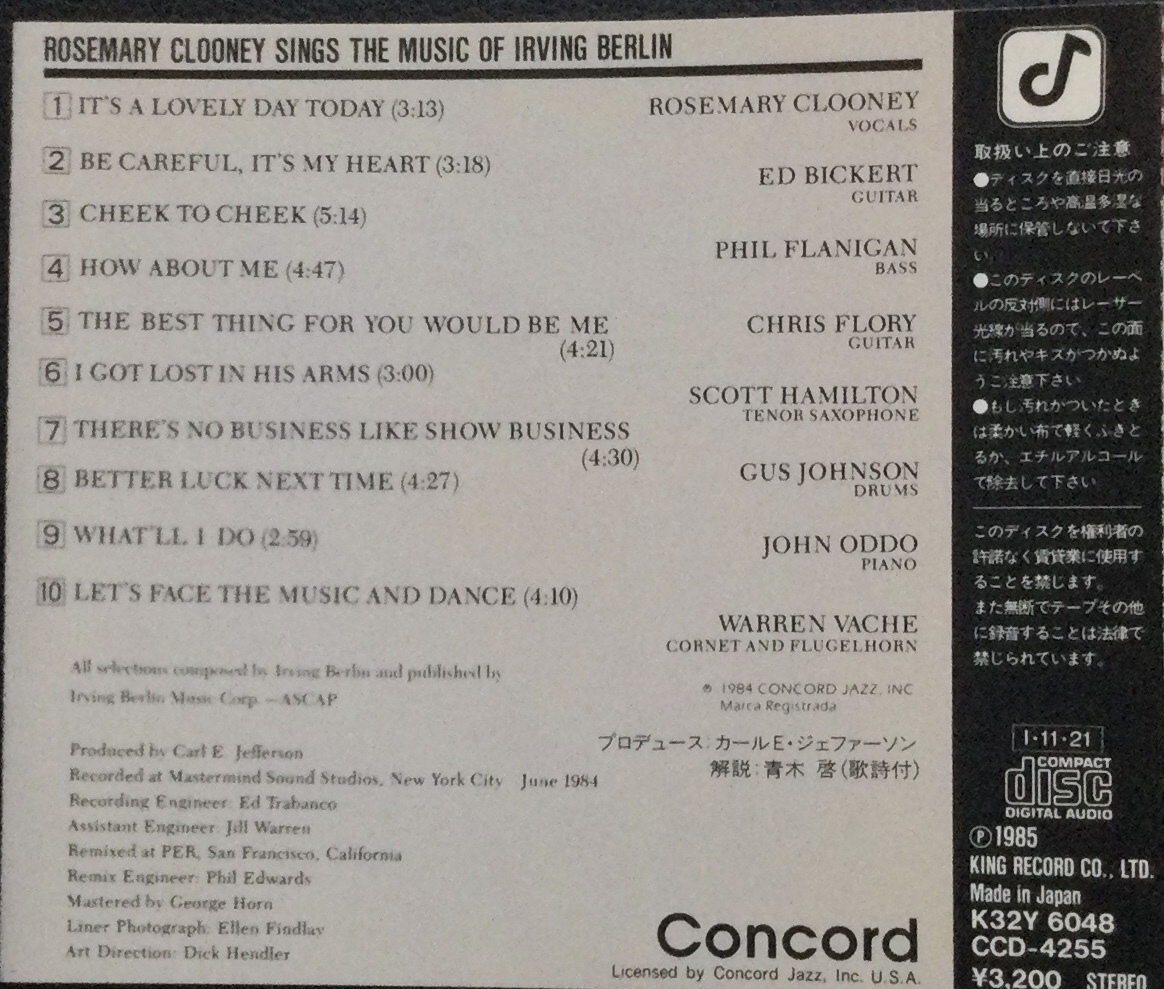 ROSEMARY CLOONEY SINGS THE MUSIC OF IRVING BERLIN
1 IT'S A LOVELY DAY TODAY (3:13)
2 BE CAREFUL, IT'S MY HEART (3:18)
3 CHEEK TO CHEEK (5:14)
4 HOW ABOUT ME (4:47)
5 THE BEST THING FOR YOU WOULD BE ME
(4:21)
6 I GOT LOST IN HIS ARMS (3:00)
7 THERE'S NO BUSINESS LIKE SHOW BUSINESS
(4:30)
8 BETTER LUCK NEXT TIME (4:27)
9 WHAT'LL I DO (2:59)
10 LET'S FACE THE MUSIC AND DANCE (4:10)
All selections composed by Irving Berlin and published by
Irving Berlin Music Corp. – ASCAP
Produced by Carl E. Jefferson
Recorded at Mastermind Sound Studios, New York City June 1984
Recording Engineer: Ed Trabanco
Assistant Engineer: Jill Warren
Remixed at PER, San Francisco, California
Remix Engineer: Phil Edwards
Mastered by George Horn
Liner Photograph: Ellen Findlay
Art Direction: Dick Hendler
ROSEMARY CLOONEY
VOCALS
ED BICKERT
GUITAR
PHIL FLANIGAN
BASS
CHRIS FLORY
GUITAR
SCOTT HAMILTON
TENOR SAXOPHONE
GUS JOHNSON
DRUMS
JOHN ODDO
PIANO
WARREN VACHE
CORNET AND FLUGELHORN
℗ 1984 CONCORD JAZZ, INC
Marca Registrada
プロデュース:カールE・ジェファーソン
解説:青木 啓(歌詩付)
Concord
Licensed by Concord Jazz, Inc. U.S.A.
取扱い上のご注意
●ディスクを直接日光の
当るところや高温多湿な
場所に保管しないで下さ
い。
●このディスクのレーベ
ルの反対側にはレーザー
光線が当るので、この面
に汚れやキズがつかぬよ
うご注意下さい
●もし汚れがついたとき
は柔かい布で軽くふきと
るか、エチルアルコール
で除去して下さい
このディスクを権利者の
許諾なく賃貸業に使用す
ることを禁じます。
また無断でテープその他
に録音することは法律で
禁じられています。
1・11・21
COMPACT
disc
DIGITAL AUDIO
℗1985
KING RECORD CO., LTD.
Made in Japan
K32Y 6048
CCD-4255
¥3,200 STEREO